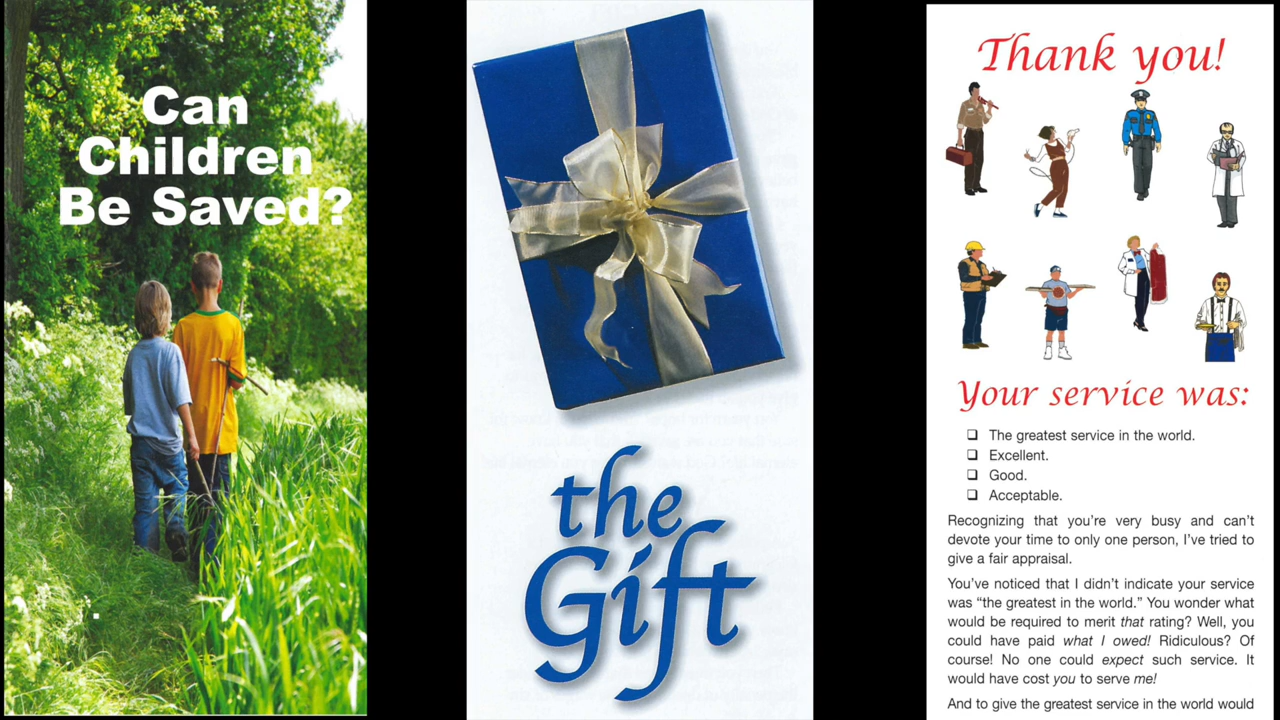 Can
Children
Be Saved?
the
Gift
Thank you!
Your service was:
❑ The greatest service in the world.
❑ Excellent.
❑ Good.
❑ Acceptable.
Recognizing that you're very busy and can't
devote your time to only one person, I've tried to
give a fair appraisal.
You've noticed that I didn't indicate your service
was “the greatest in the world.” You wonder what
would be required to merit that rating? Well, you
could have paid what I owed! Ridiculous? Of
course! No one could expect such service. It
would have cost you to serve me!
And to give the greatest service in the world would